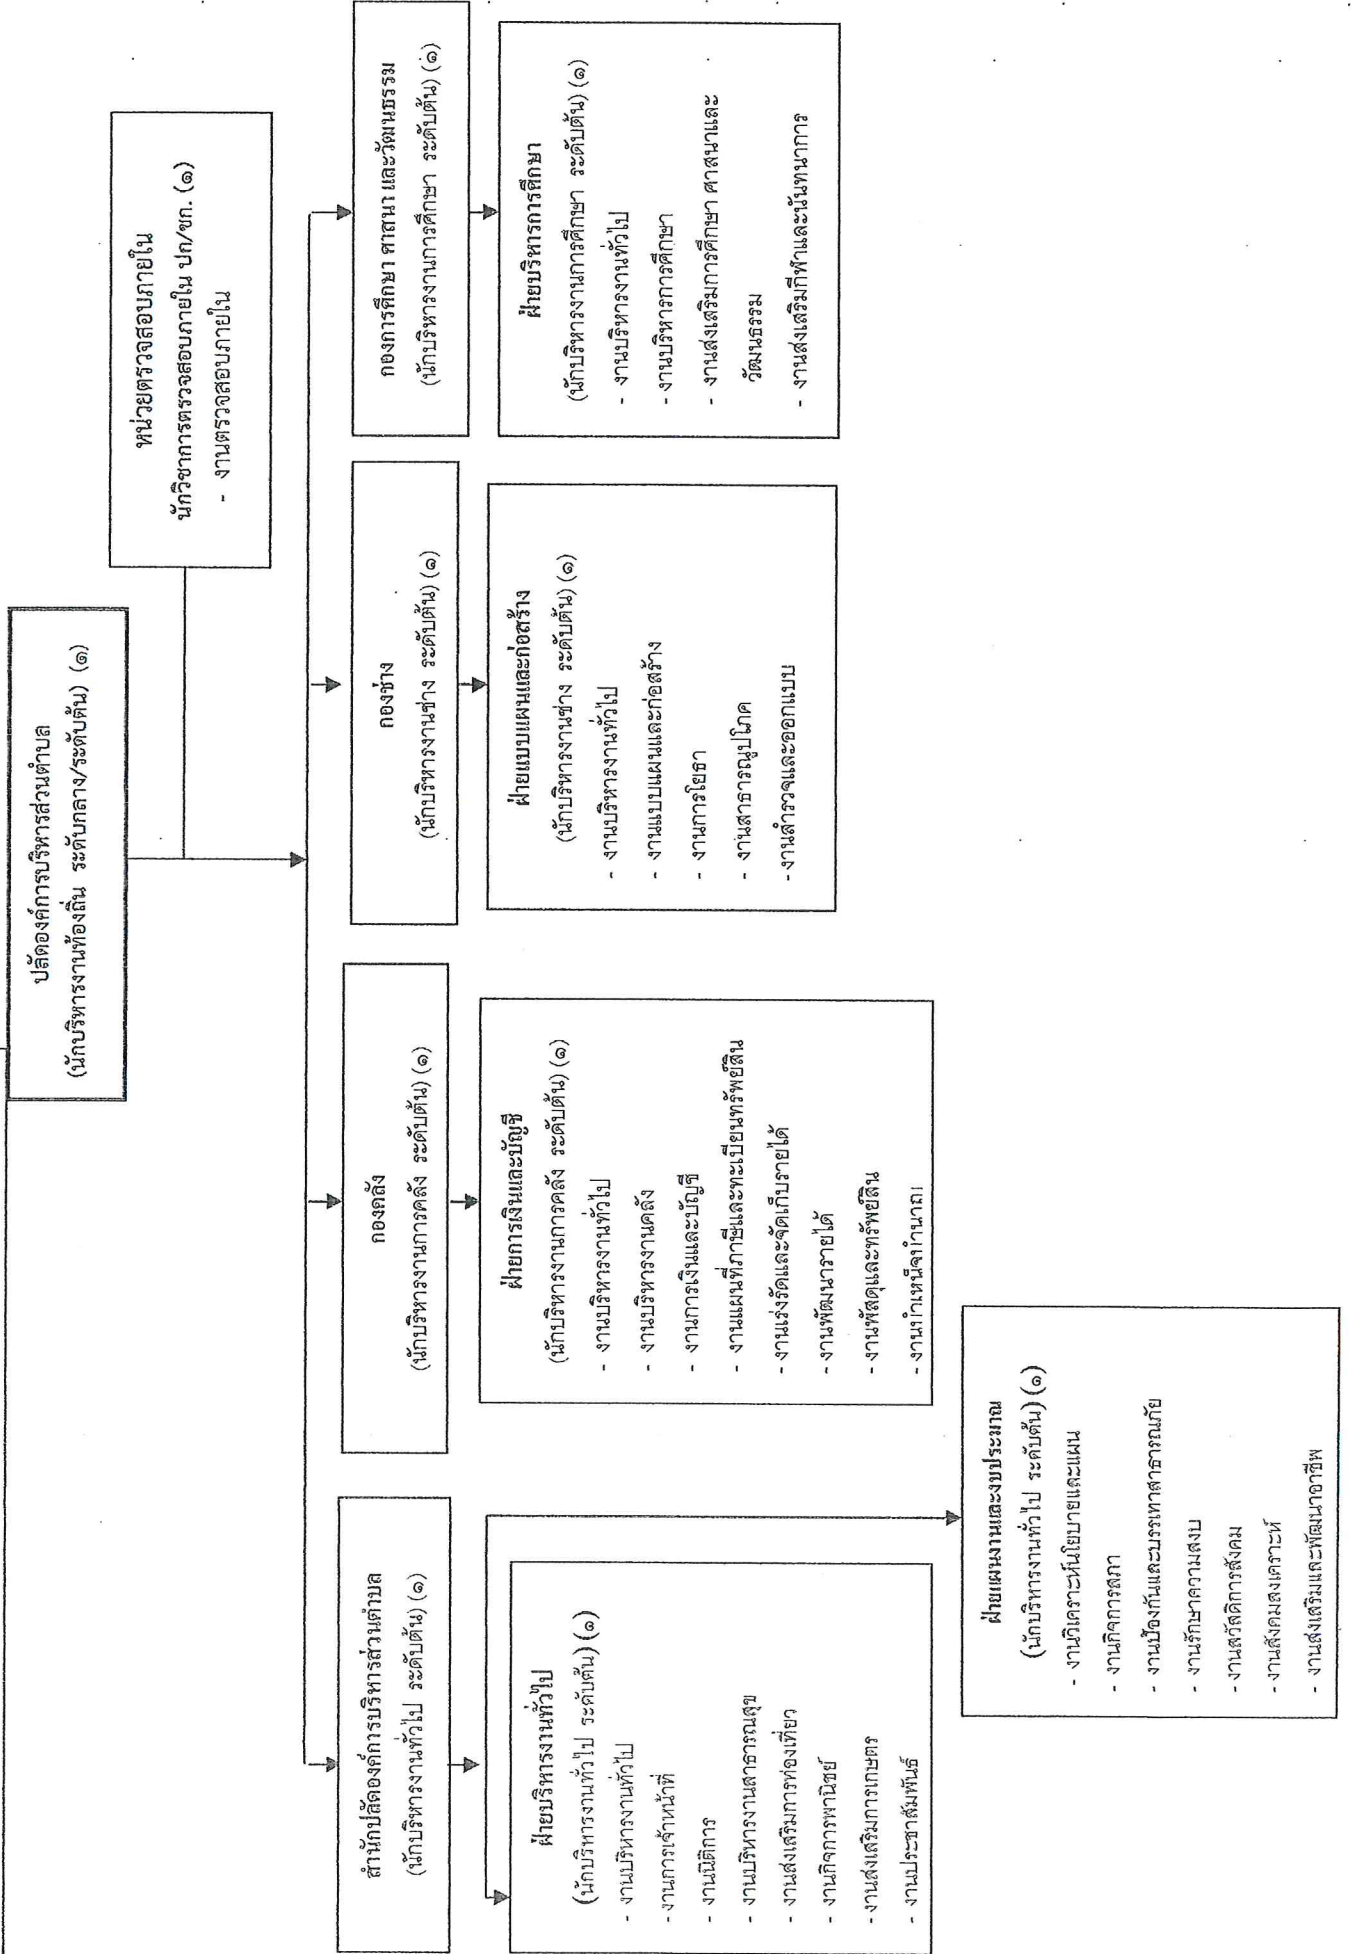 ปลัดองค์การบริหารส่วนตำบล
(นักบริหารงานท้องถิ่น ระดับกลาง/ระดับต้น) (๑)
หน่วยตรวจสอบภายใน
นักวิชาการตรวจสอบภายใน ปก/ชก. (๑)
- งานตรวจสอบภายใน
สำนักปลัดองค์การบริหารส่วนตำบล
(นักบริหารงานทั่วไป ระดับต้น) (๑)
กองคลัง
(นักบริหารงานการคลัง ระดับต้น) (๑)
กองช่าง
(นักบริหารงานช่าง ระดับต้น) (๑)
กองการศึกษา ศาสนา และวัฒนธรรม
(นักบริหารงานการศึกษา ระดับต้น) (๑)
ฝ่ายบริหารงานทั่วไป
(นักบริหารงานทั่วไป ระดับต้น) (๑)
- งานบริหารงานทั่วไป
- งานการเจ้าหน้าที่
- งานนิติการ
- งานบริหารงานสาธารณสุข
- งานส่งเสริมการท่องเที่ยว
- งานกิจการพานิชย์
- งานส่งเสริมการเกษตร
- งานประชาสัมพันธ์
ฝ่ายการเงินและบัญชี
(นักบริหารงานการคลัง ระดับต้น) (๑)
- งานบริหารงานทั่วไป
- งานบริหารงานคลัง
- งานการเงินและบัญชี
- งานแผนที่ภาษีและทะเบียนทรัพย์สิน
- งานเร่งรัดและจัดเก็บรายได้
- งานพัฒนารายได้
- งานพัสดุและทรัพย์สิน
- งานบำเหน็จบำนาญ
ฝ่ายแบบแผนและก่อสร้าง
(นักบริหารงานช่าง ระดับต้น) (๑)
- งานบริหารงานทั่วไป
- งานแบบแผนและก่อสร้าง
- งานการโยธา
- งานสาธารณูปโภค
- งานสำรวจและออกแบบ
ฝ่ายบริหารการศึกษา
(นักบริหารงานการศึกษา ระดับต้น) (๑)
- งานบริหารงานทั่วไป
- งานบริหารการศึกษา
- งานส่งเสริมการศึกษา ศาสนาและ
วัฒนธรรม
- งานส่งเสริมกีฬาและนันทนาการ
ฝ่ายแผนงานและงบประมาณ
(นักบริหารงานทั่วไป ระดับต้น) (๑)
- งานวิเคราะห์นโยบายและแผน
- งานกิจการสภา
- งานป้องกันและบรรเทาสาธารณภัย
- งานรักษาความสงบ
- งานสวัสดิการสังคม
- งานสังคมสงเคราะห์
- งานส่งเสริมและพัฒนาอาชีพ